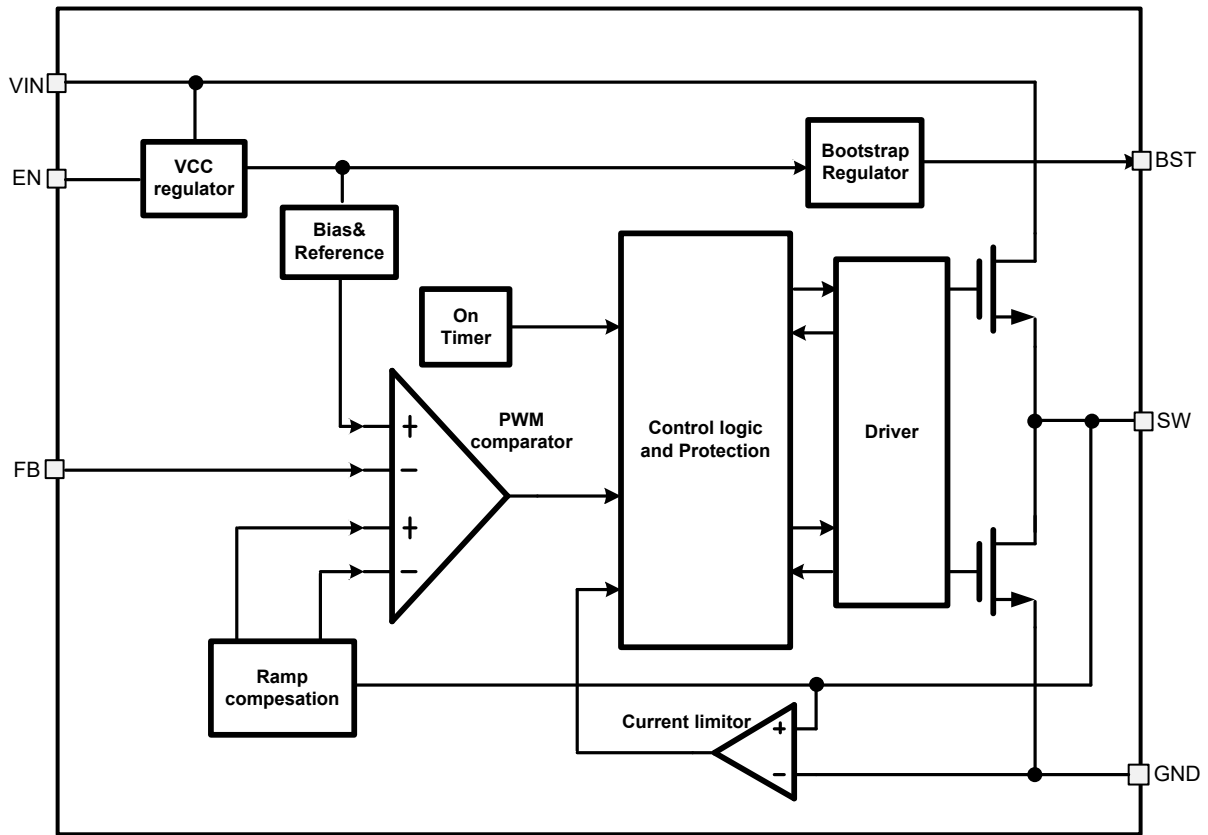 VIN
VCC
regulator
EN
Bootstrap
Regulator
BST
Bias&
Reference
On
Timer
PWM
comparator
+
−
+
−
FB
Control logic
and Protection
Driver
SW
Ramp
compesation
Current limitor
+
−
GND